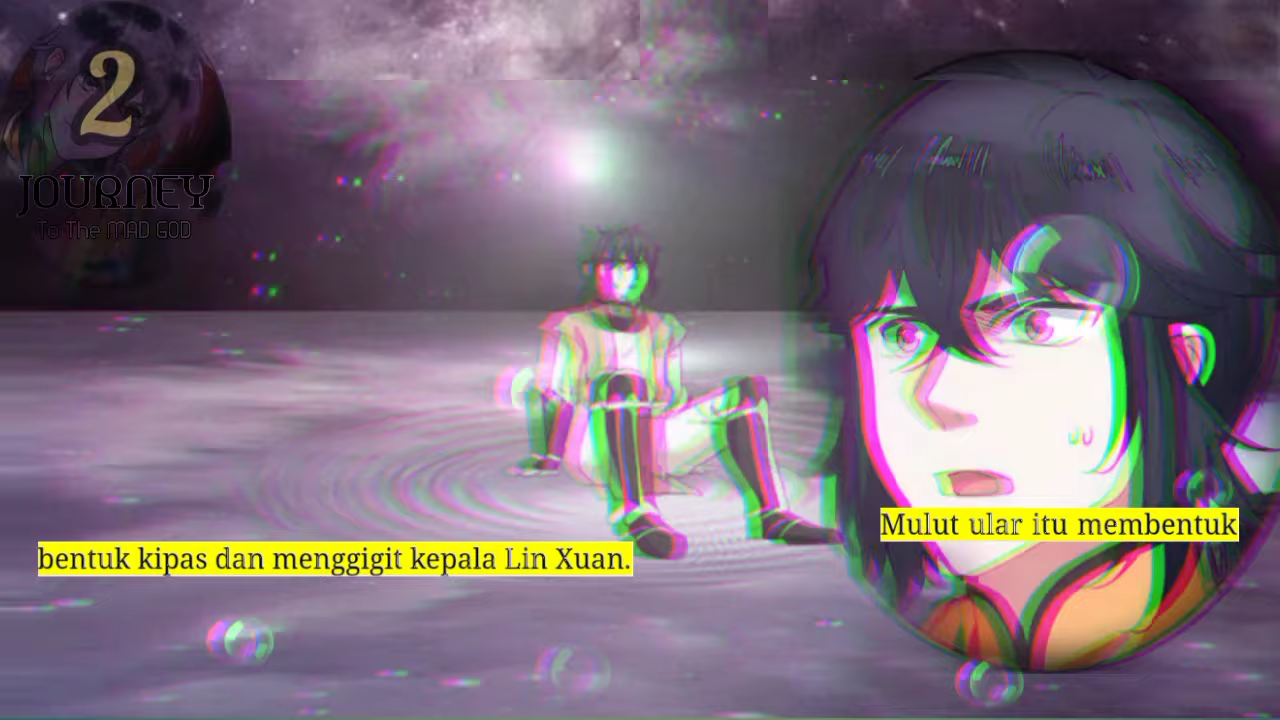 2
JOURNEY
To The MAD GOD
Mulut ular itu membentuk
bentuk kipas dan menggigit kepala Lin Xuan.